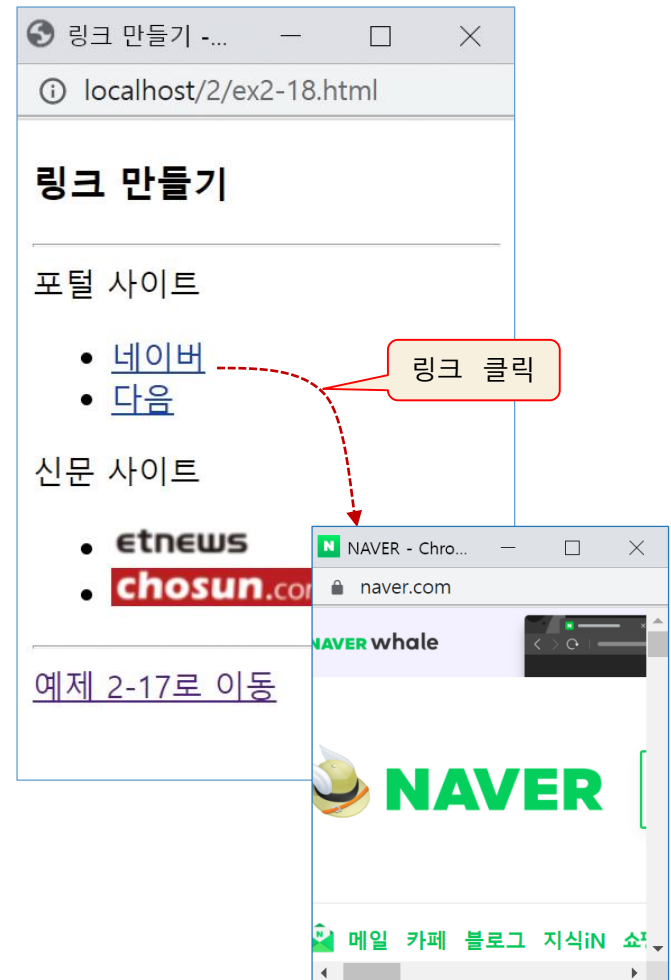 링크 만들기 -...
localhost/2/ex2-18.html
링크 만들기
포털 사이트
네이버
다음
링크 클릭
신문 사이트
etnews
chosun.com
예제 2-17로 이동
NAVER - Chro...
naver.com
NAVER whale
NAVER
메일 카페 블로그 지식iN 쇼핑